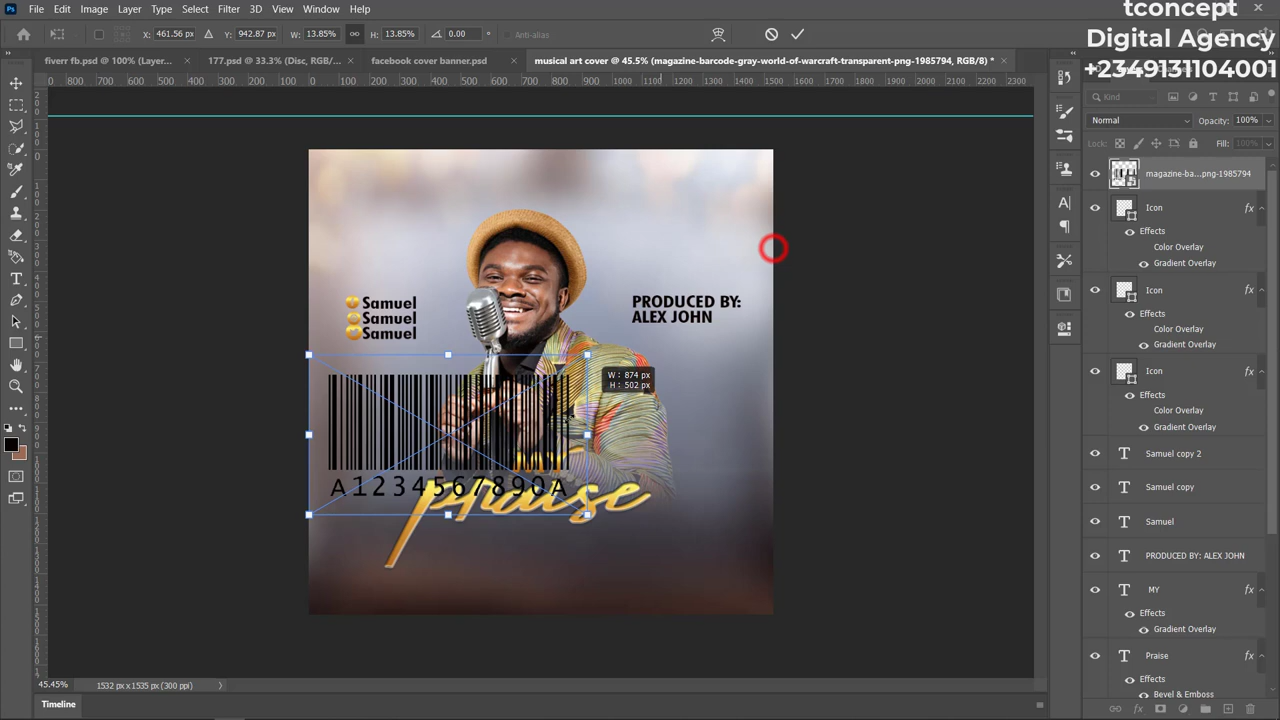 File Edit Image Layer Type Select Filter 3D View Window Help
tconcept
Digital Agency
+2349131104001
X: 461.56 px Y: 942.87 px W: 13.85% H: 13.85% 0.00 ° Anti-alias
fiverr fb.psd @ 100% (Layer... × 177.psd @ 33.3% (Disc, RGB/... × facebook cover banner.psd × musical art cover @ 45.5% (magazine-barcode-gray-world-of-warcraft-transparent-png-1985794, RGB/8) * ×
Kind
Normal Opacity: 100%
Lock: Fill: 100%
magazine-ba...png-1985794
Icon fx
Effects
Color Overlay
Gradient Overlay
Icon
Effects fx
Color Overlay
Gradient Overlay
Icon fx
Effects
Color Overlay
Gradient Overlay
Samuel copy 2
Samuel copy
Samuel
PRODUCED BY: ALEX JOHN
MY
Effects
Gradient Overlay
Praise fx
Effects
Bevel & Emboss
Samuel
Samuel
Samuel
PRODUCED BY:
ALEX JOHN
W: 874 px
H: 502 px
A1234567890A
praise
45.45% 1532 px x 1535 px (300 ppi)
Timeline